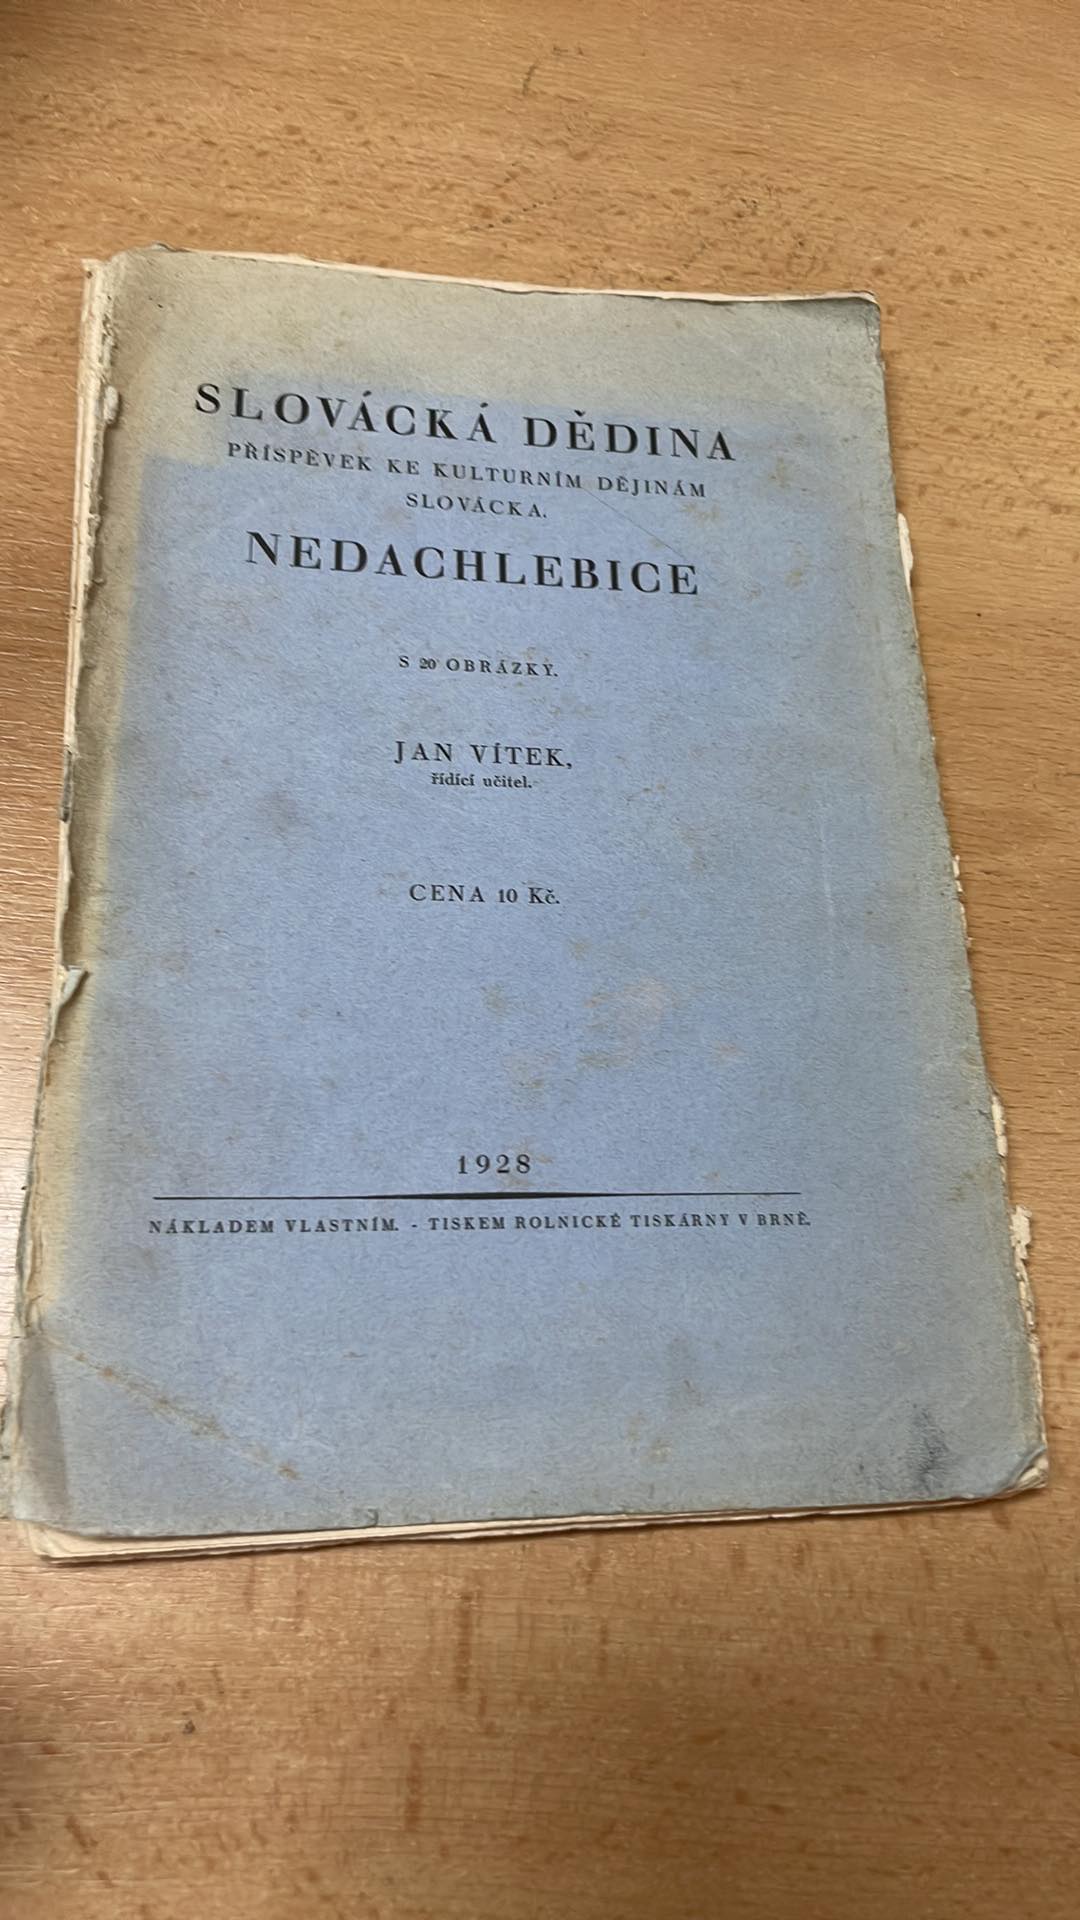 SLOVÁCKÁ DĚDINA
PŘÍSPĚVEK KE KULTURNÍM DĚJINÁM
SLOVÁCKA.
NEDACHLEBICE
S 20 OBRÁZKY.
JAN VÍTEK,
řídící učitel.
CENA 10 Kč.
1928
NÁKLADEM VLASTNÍM. - TISKEM ROLNICKÉ TISKÁRNY V BRNĚ.